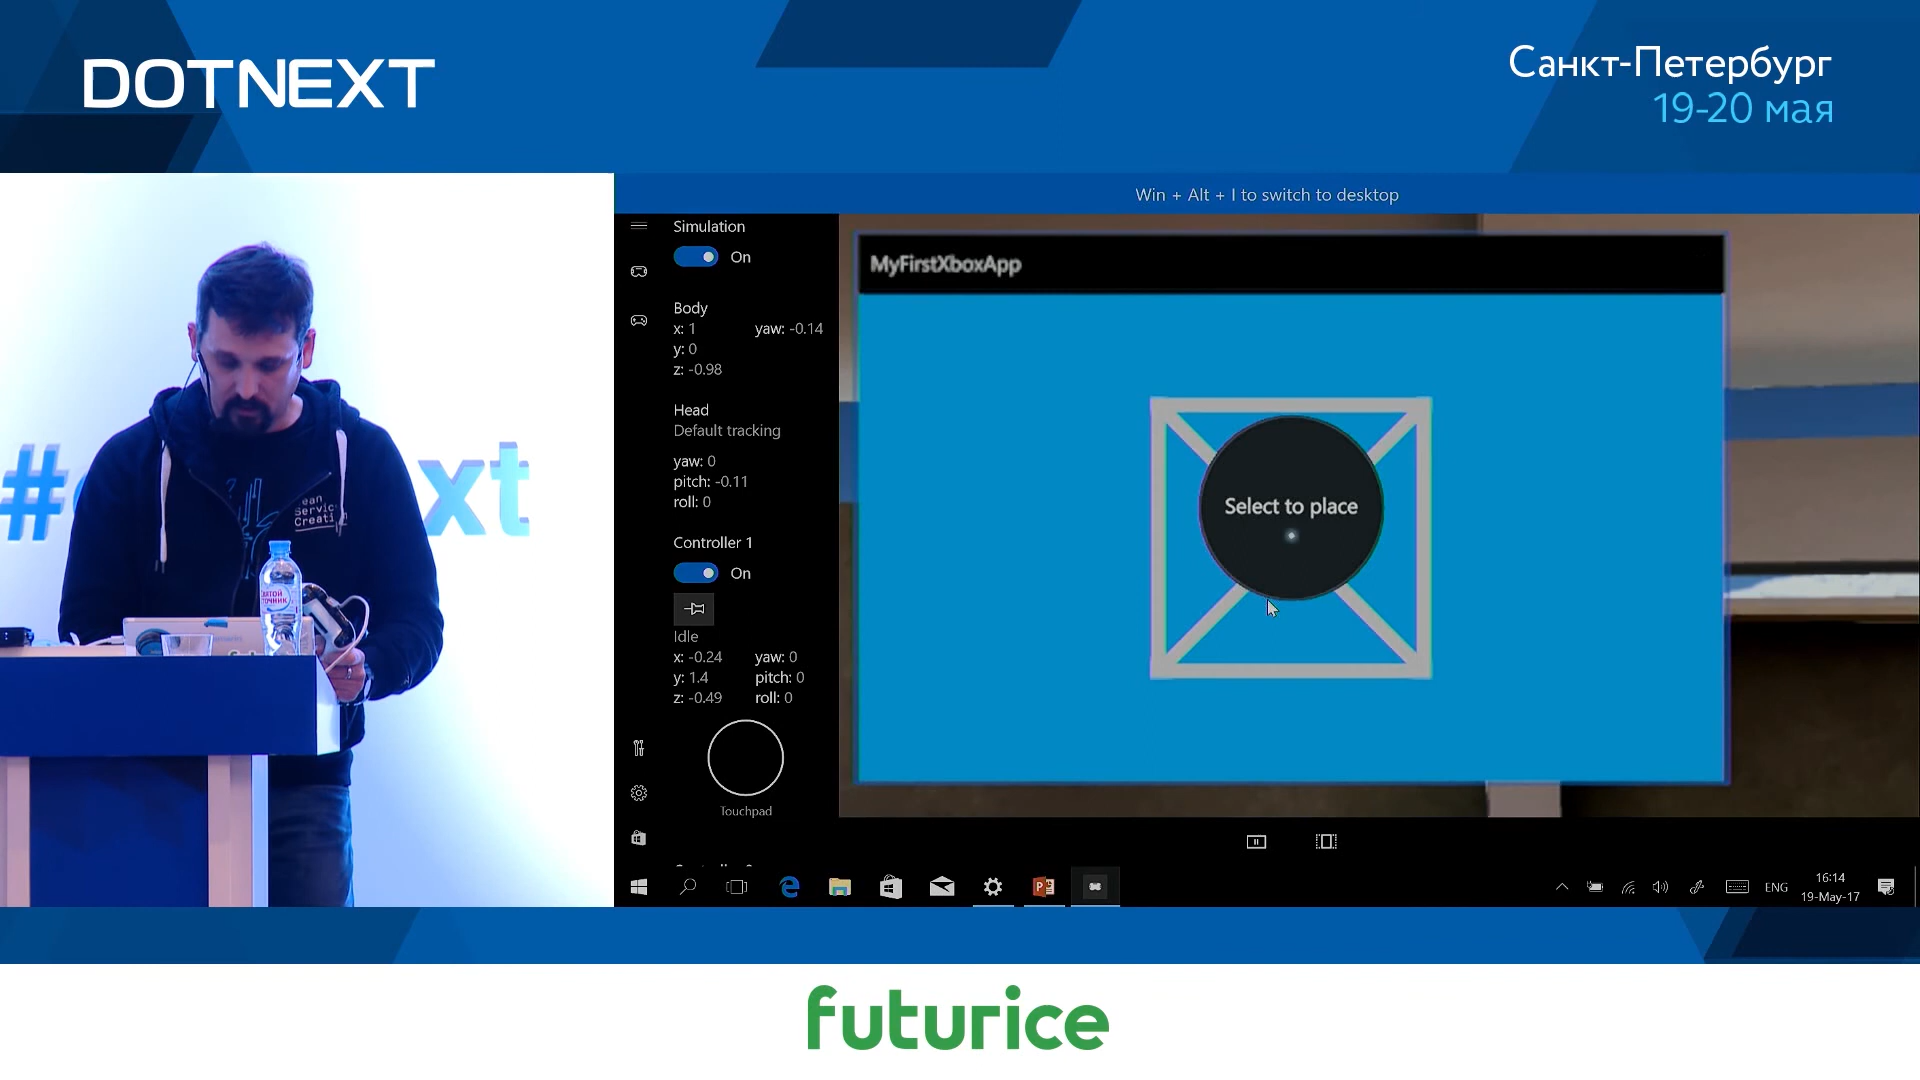 DOTNEXT
Санкт-Петербург
19-20 мая
Win + Alt + I to switch to desktop
Simulation
On
Body
x: 1 yaw: -0.14
y: 0
z: -0.98
Head
Default tracking
yaw: 0
pitch: -0.11
roll: 0
Controller 1
On
Idle
x: -0.24 yaw: 0
y: 1.4 pitch: 0
z: -0.49 roll: 0
Touchpad
MyFirstXboxApp
Select to place
ENG
16:14
19-May-17
#
xt
Servic
Creati
futurice